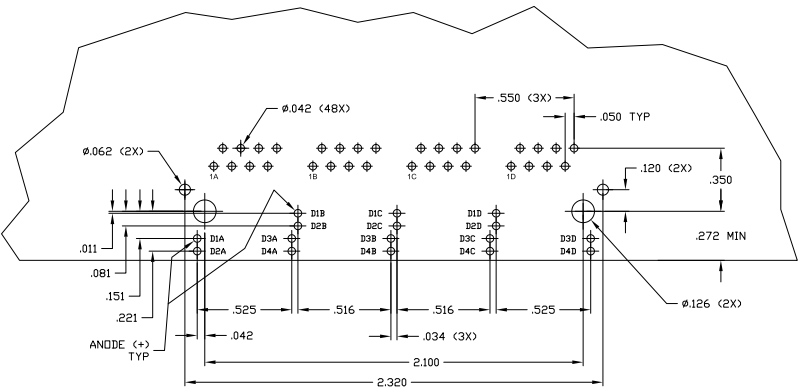 .550 (3X)
Ø.042 (48X)
.050 TYP
Ø.062 (2X)
1A
1B
1C
1D
.120 (2X)
.350
D1B
D1C
D1D
D2B
D2C
D2D
.272 MIN
.011
D1A
D3A
D3B
D3C
D3D
D2A
D4A
D4B
D4C
D4D
.081
.151
Ø.126 (2X)
.221
.525
.516
.516
.525
.042
.034 (3X)
ANODE (+)
TYP
2.100
2.320